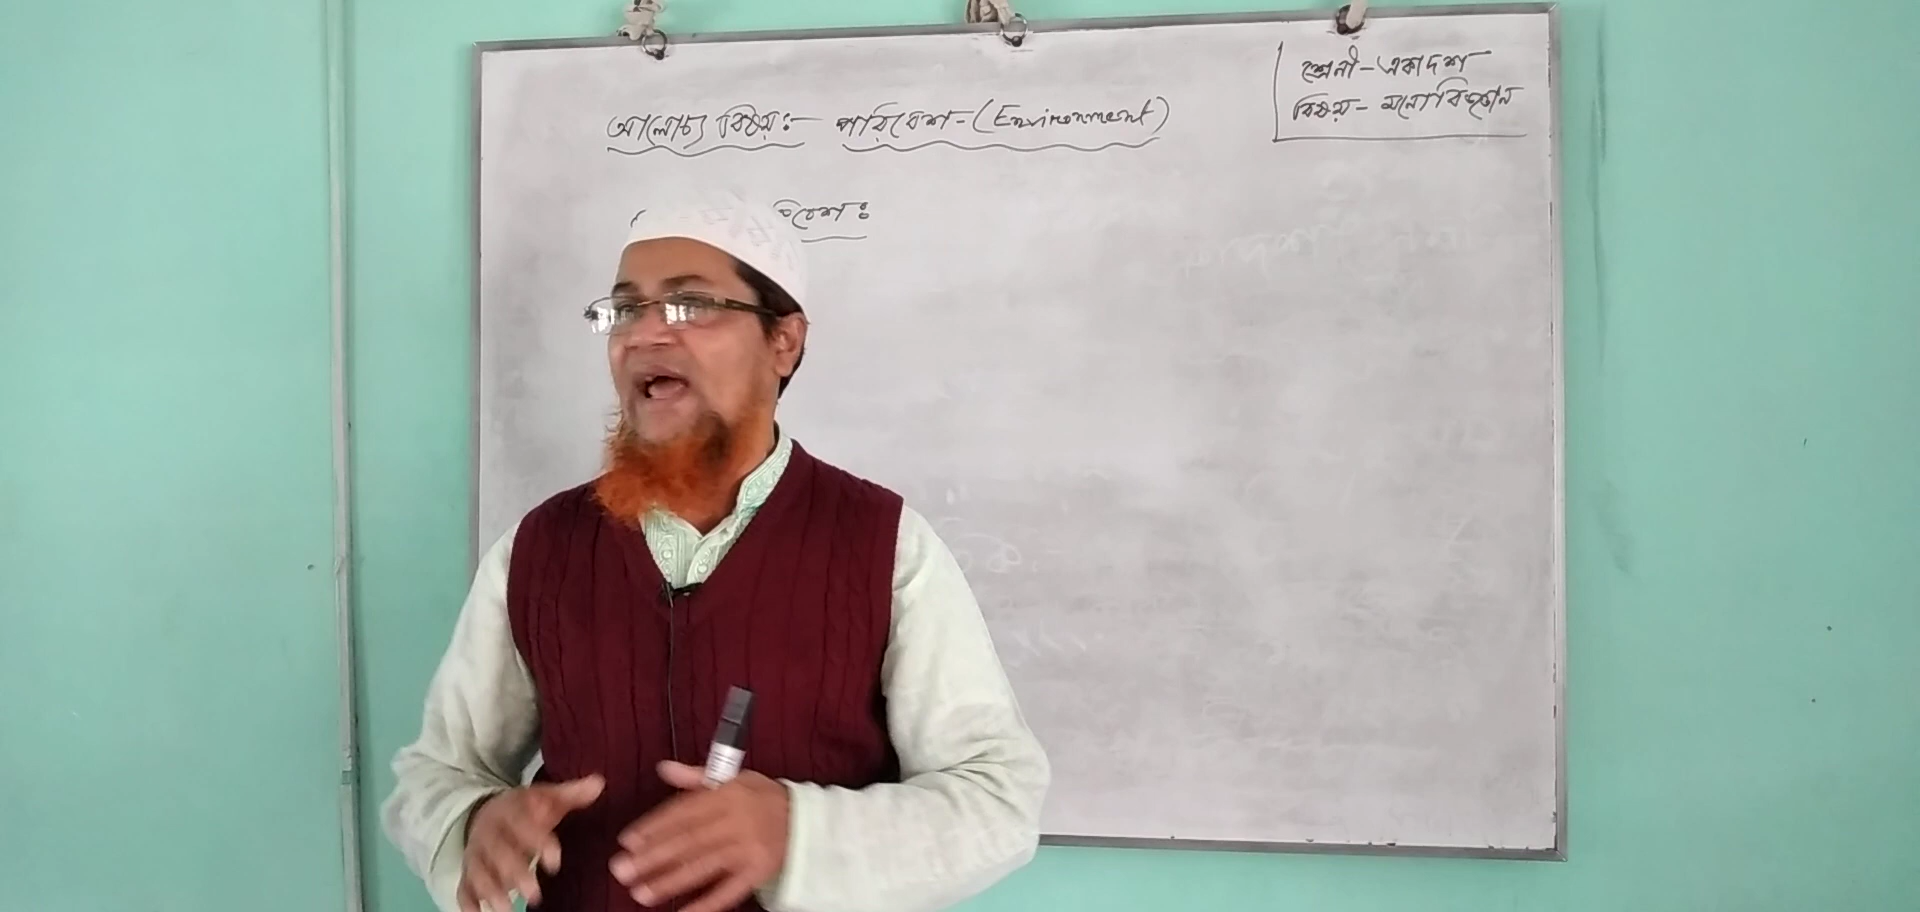 আলোচ্য বিষয়ঃ- পরিবেশ-(Environment)
শ্রেনী-একাদশ
বিষয়- মনোবিজ্ঞান